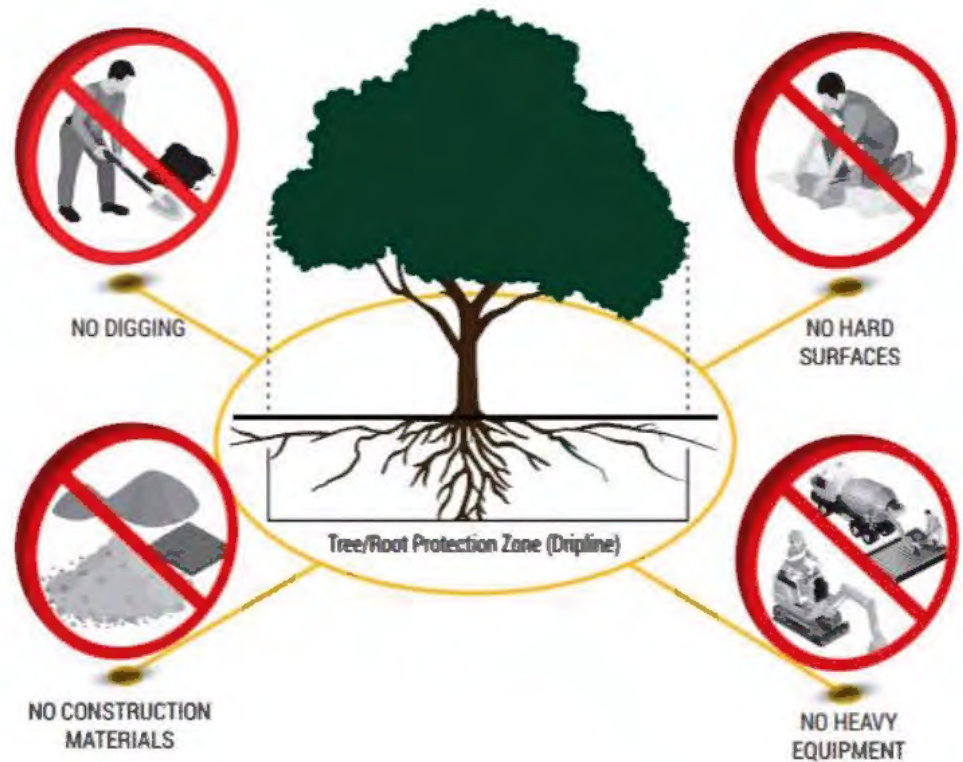 NO DIGGING
NO HARD
SURFACES
Tree/Root Protection Zone (Dripline)
NO CONSTRUCTION
MATERIALS
NO HEAVY
EQUIPMENT